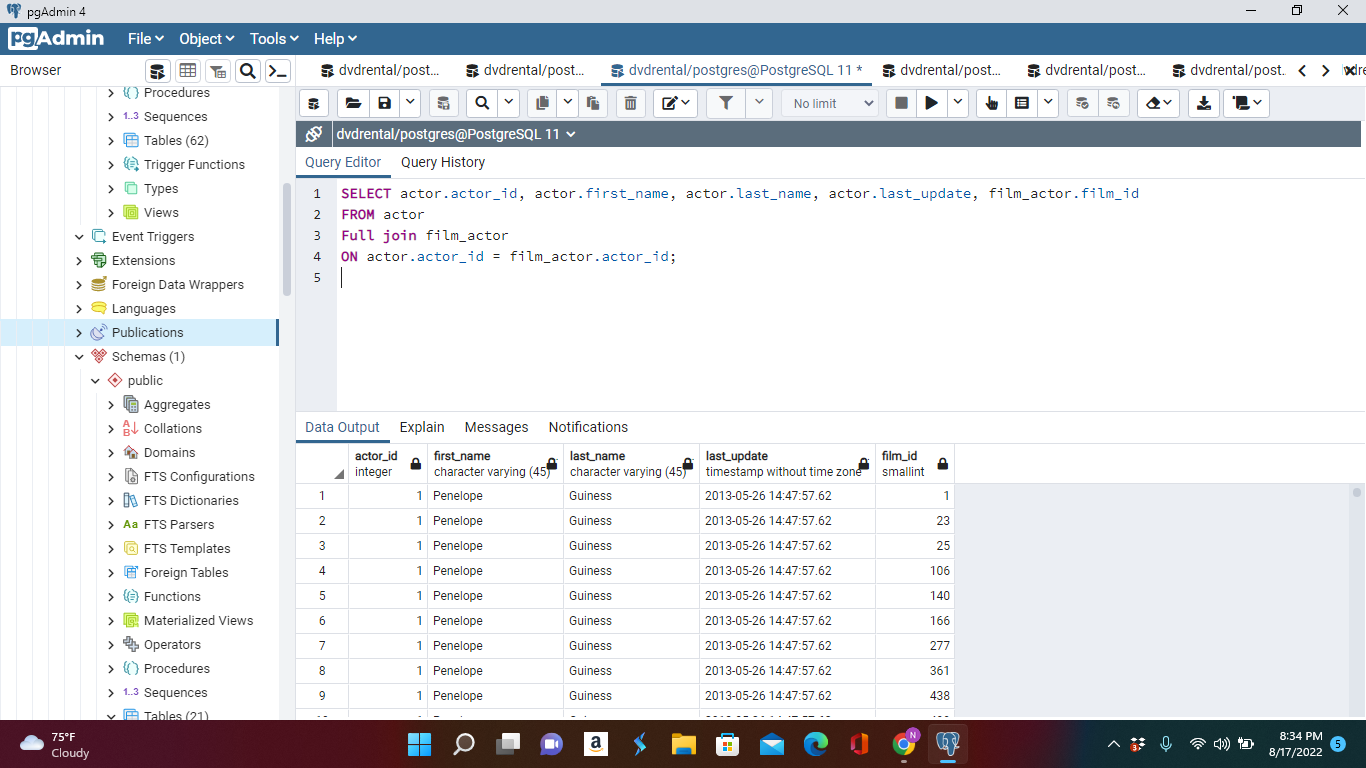 pgAdmin 4
pgAdmin File Object Tools Help
Browser
dvdrental/post... dvdrental/post... dvdrental/postgres@PostgreSQL 11 * dvdrental/post... dvdrental/post... dvdrental/post.
No limit
dvdrental/postgres@PostgreSQL 11
Query Editor Query History
1 SELECT actor.actor_id, actor.first_name, actor.last_name, actor.last_update, film_actor.film_id
2 FROM actor
3 Full join film_actor
4 ON actor.actor_id = film_actor.actor_id;
5
Procedures
1..3 Sequences
Tables (62)
Trigger Functions
Types
Views
Event Triggers
Extensions
Foreign Data Wrappers
Languages
Publications
Schemas (1)
public
Aggregates
Collations
Domains
FTS Configurations
FTS Dictionaries
Aa FTS Parsers
FTS Templates
Foreign Tables
Functions
Materialized Views
Operators
Procedures
1..3 Sequences
Tables (21)
Data Output Explain Messages Notifications
actor_id first_name last_name last_update film_id
integer character varying (45) character varying (45) timestamp without time zone smallint
1 1 Penelope Guiness 2013-05-26 14:47:57.62 1
2 1 Penelope Guiness 2013-05-26 14:47:57.62 23
3 1 Penelope Guiness 2013-05-26 14:47:57.62 25
4 1 Penelope Guiness 2013-05-26 14:47:57.62 106
5 1 Penelope Guiness 2013-05-26 14:47:57.62 140
6 1 Penelope Guiness 2013-05-26 14:47:57.62 166
7 1 Penelope Guiness 2013-05-26 14:47:57.62 277
8 1 Penelope Guiness 2013-05-26 14:47:57.62 361
9 1 Penelope Guiness 2013-05-26 14:47:57.62 438
75°F
Cloudy
a
N
8:34 PM
8/17/2022
5